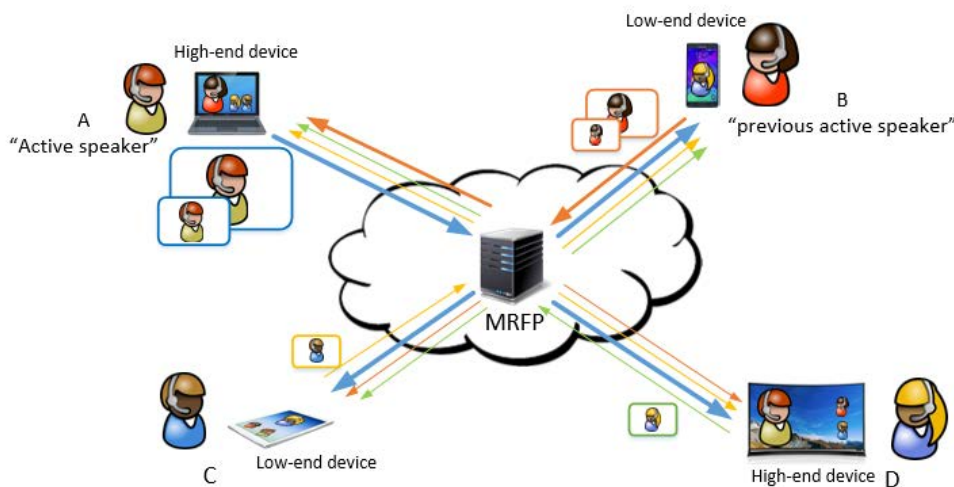 Low-end device
High-end device
A
“Active speaker”
B
“previous active speaker”
MRFP
C
Low-end device
High-end device
D